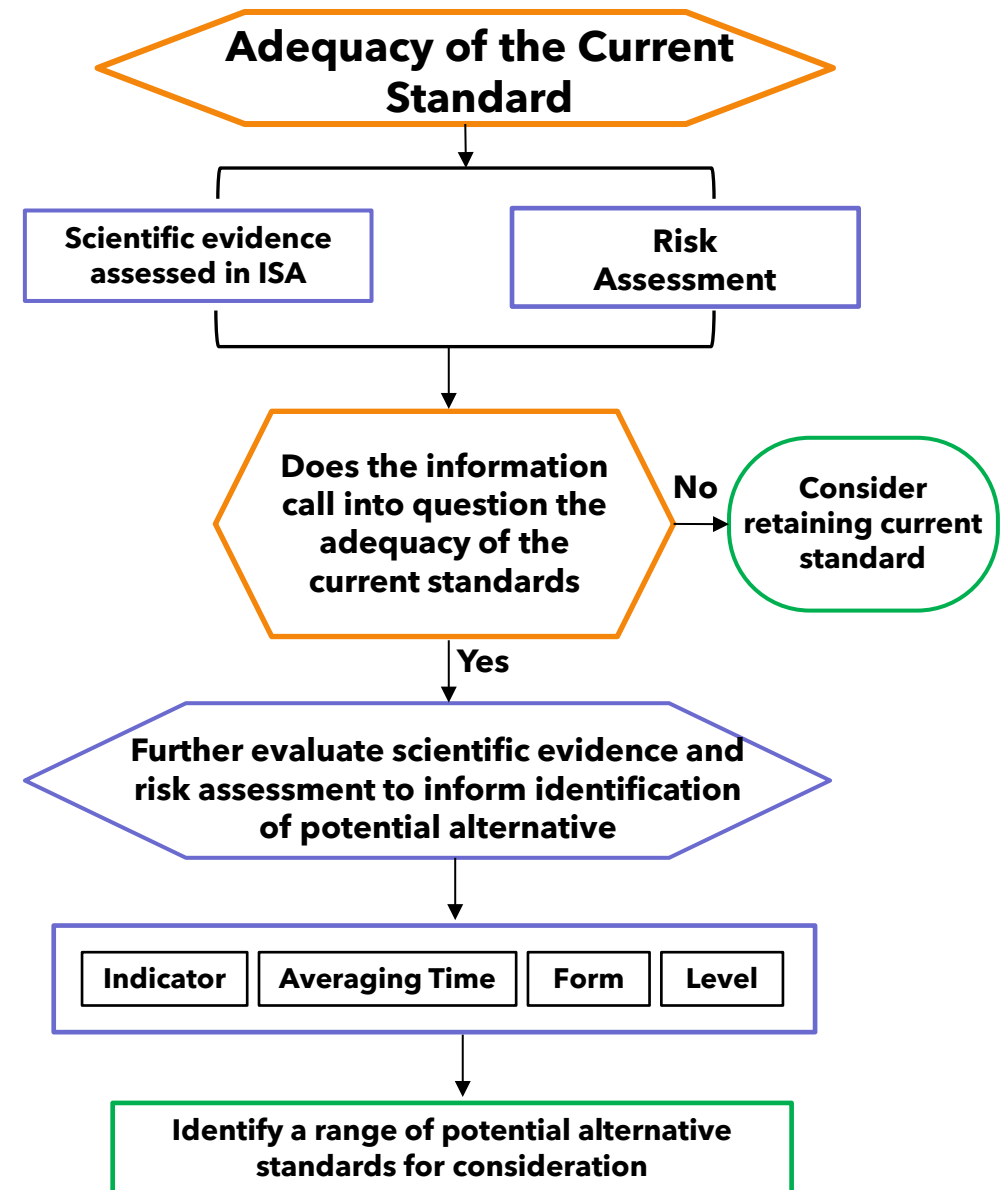 Adequacy of the Current
Standard
Scientific evidence
assessed in ISA
Risk
Assessment
Does the information
call into question the
adequacy of the
current standards
No
Consider
retaining current
standard
Yes
Further evaluate scientific evidence and
risk assessment to inform identification
of potential alternative
Indicator
Averaging Time
Form
Level
Identify a range of potential alternative
standards for consideration